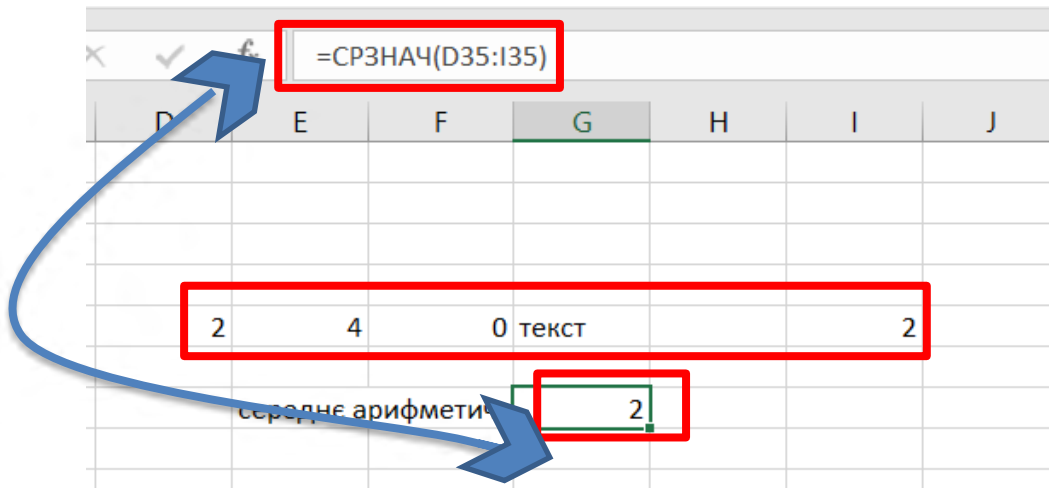 =СРЗНАЧ(D35:I35)
D E F G H I J
2 4 0 текст 2
середнє арифметич 2